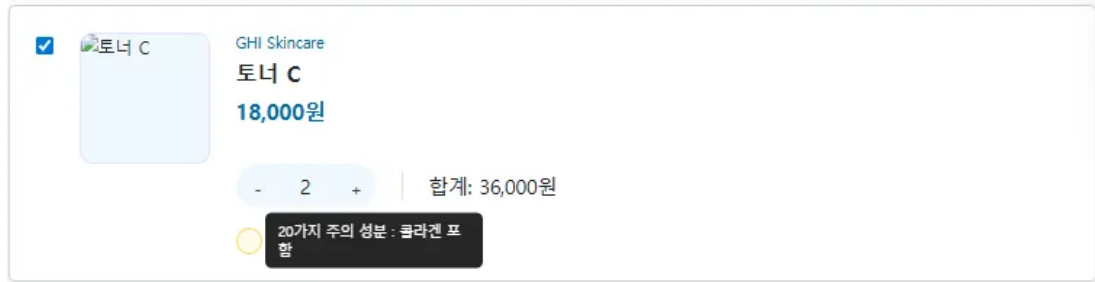 토너 C
GHI Skincare
토너 C
18,000원
- 2 + 합계: 36,000원
20가지 주의 성분 : 콜라겐 포
함